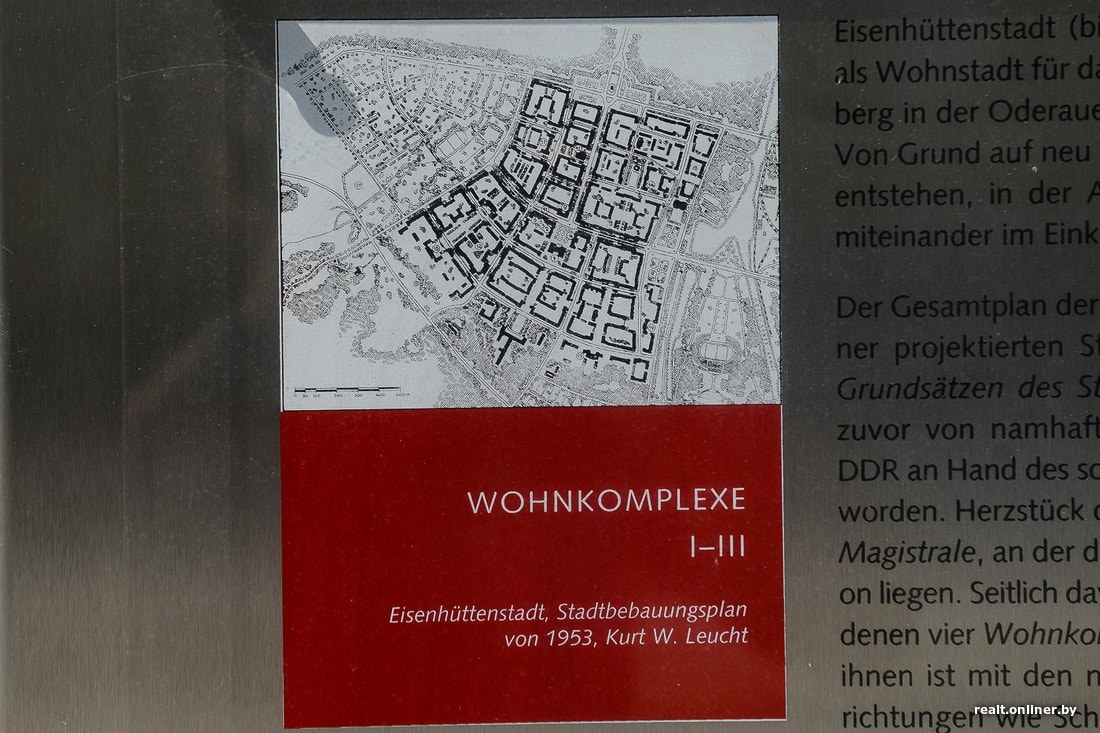 WOHNKOMPLEXE
I–III
Eisenhüttenstadt, Stadtbebauungsplan
von 1953, Kurt W. Leucht
Eisenhüttenstadt (bi
als Wohnstadt für da
berg in der Oderaue
Von Grund auf neu
entstehen, in der A
miteinander im Eink
Der Gesamtplan der
ner projektierten St
Grundsätzen des St
zuvor von namhaft
DDR an Hand des so
worden. Herzstück d
Magistrale, an der d
on liegen. Seitlich dav
denen vier Wohnkom
ihnen ist mit den n
richtungen wie Sch
realt.onliner.by